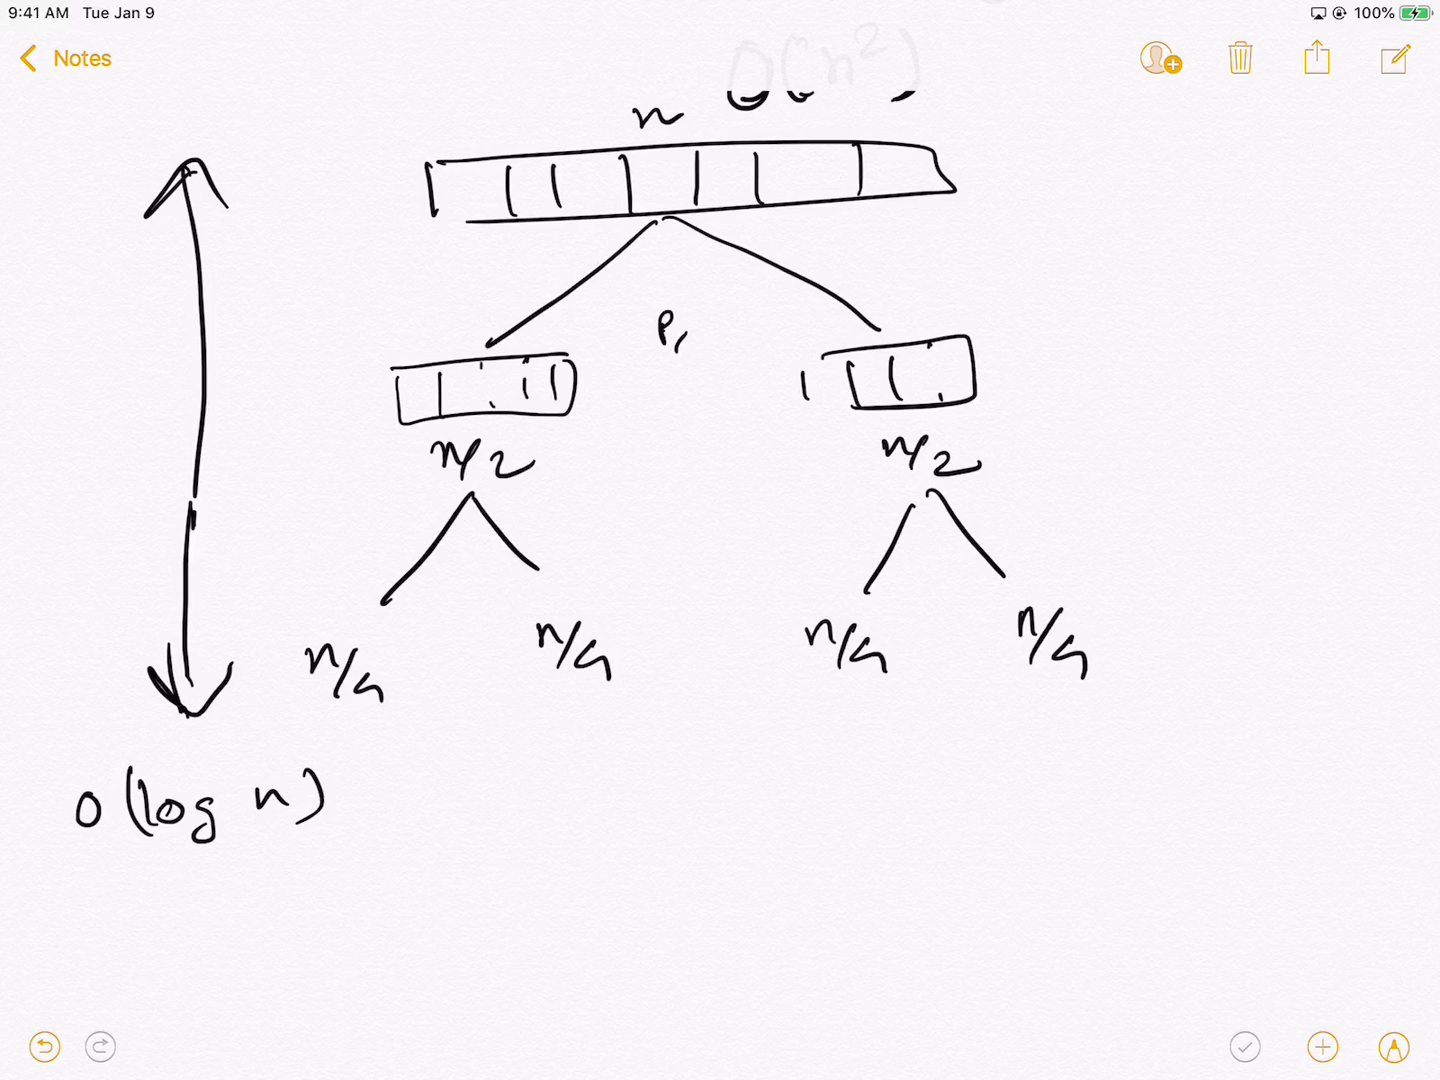 9:41 AM Tue Jan 9 100%
Notes
O(n²)
n
P₁
n/2 n/2
n/4 n/4 n/4 n/4
O (log n)